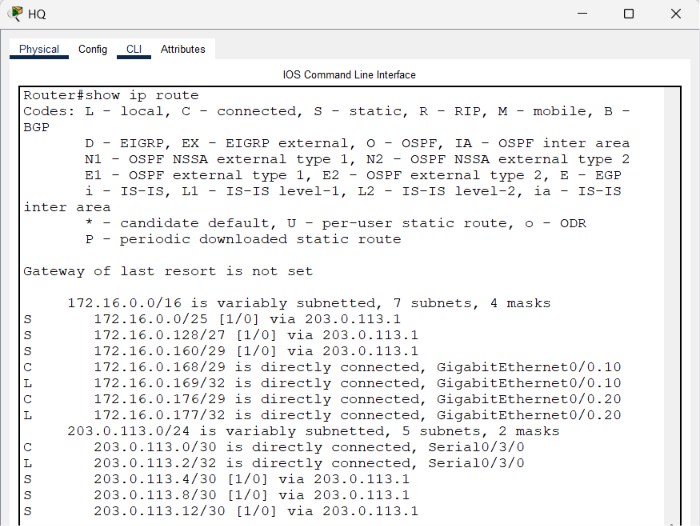 HQ
Physical Config CLI Attributes
IOS Command Line Interface
Router#show ip route
Codes: L - local, C - connected, S - static, R - RIP, M - mobile, B -
BGP
D - EIGRP, EX - EIGRP external, O - OSPF, IA - OSPF inter area
N1 - OSPF NSSA external type 1, N2 - OSPF NSSA external type 2
E1 - OSPF external type 1, E2 - OSPF external type 2, E - EGP
i - IS-IS, L1 - IS-IS level-1, L2 - IS-IS level-2, ia - IS-IS
inter area
* - candidate default, U - per-user static route, o - ODR
P - periodic downloaded static route
Gateway of last resort is not set
172.16.0.0/16 is variably subnetted, 7 subnets, 4 masks
S 172.16.0.0/25 [1/0] via 203.0.113.1
S 172.16.0.128/27 [1/0] via 203.0.113.1
S 172.16.0.160/29 [1/0] via 203.0.113.1
C 172.16.0.168/29 is directly connected, GigabitEthernet0/0.10
L 172.16.0.169/32 is directly connected, GigabitEthernet0/0.10
C 172.16.0.176/29 is directly connected, GigabitEthernet0/0.20
L 172.16.0.177/32 is directly connected, GigabitEthernet0/0.20
203.0.113.0/24 is variably subnetted, 5 subnets, 2 masks
C 203.0.113.0/30 is directly connected, Serial0/3/0
L 203.0.113.2/32 is directly connected, Serial0/3/0
S 203.0.113.4/30 [1/0] via 203.0.113.1
S 203.0.113.8/30 [1/0] via 203.0.113.1
S 203.0.113.12/30 [1/0] via 203.0.113.1